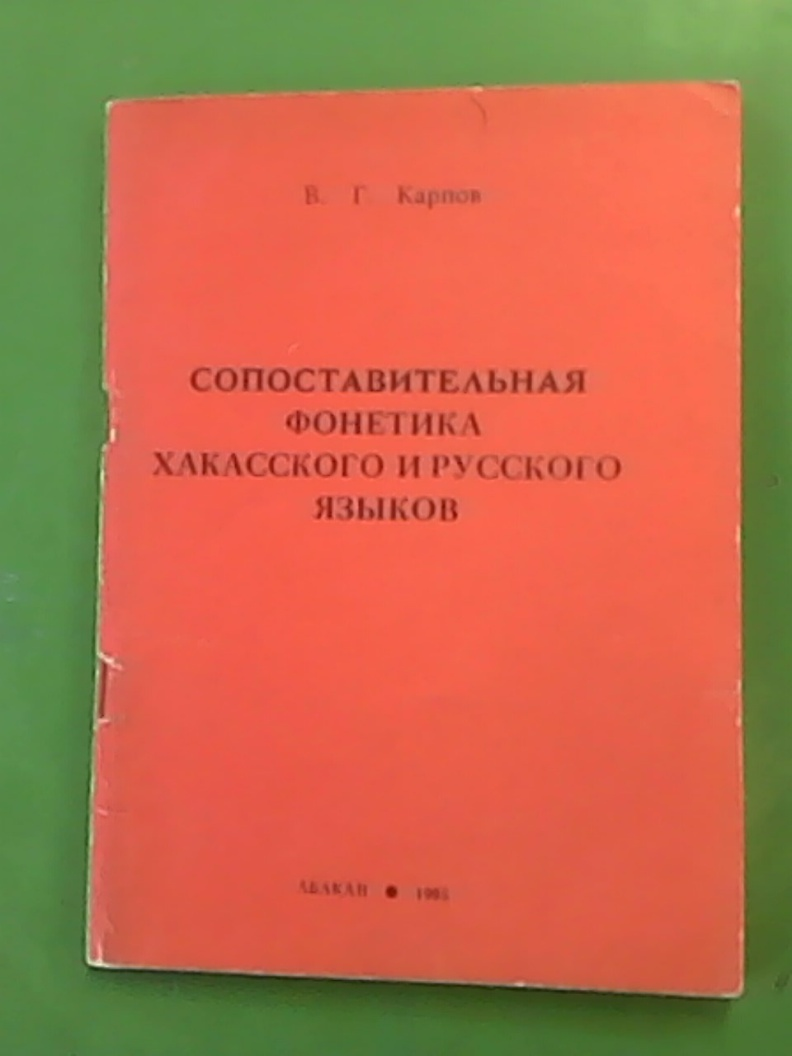 В. Г. Карпов
СОПОСТАВИТЕЛЬНАЯ
ФОНЕТИКА
ХАКАССКОГО И РУССКОГО
ЯЗЫКОВ
АБАКАН ●